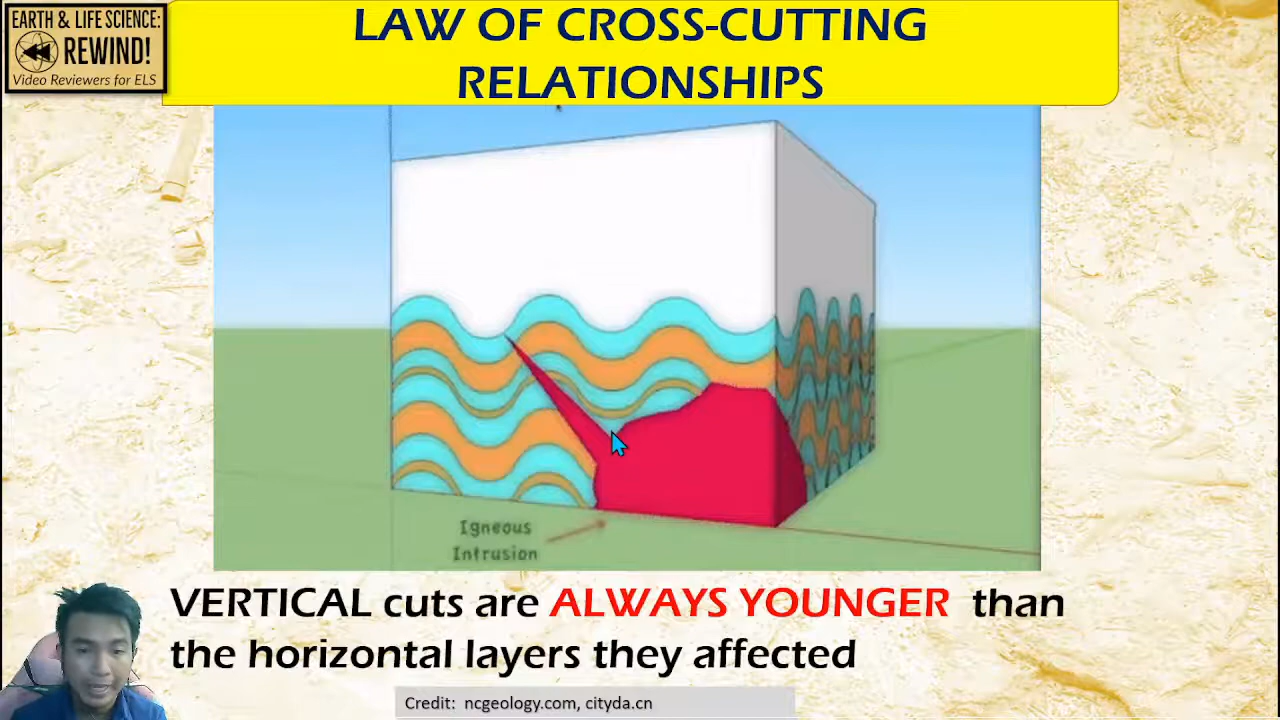 EARTH & LIFE SCIENCE:
REWIND!
Video Reviewers for ELS
LAW OF CROSS-CUTTING
RELATIONSHIPS
Igneous
Intrusion
VERTICAL cuts are ALWAYS YOUNGER than
the horizontal layers they affected
Credit: ncgeology.com, cityda.cn